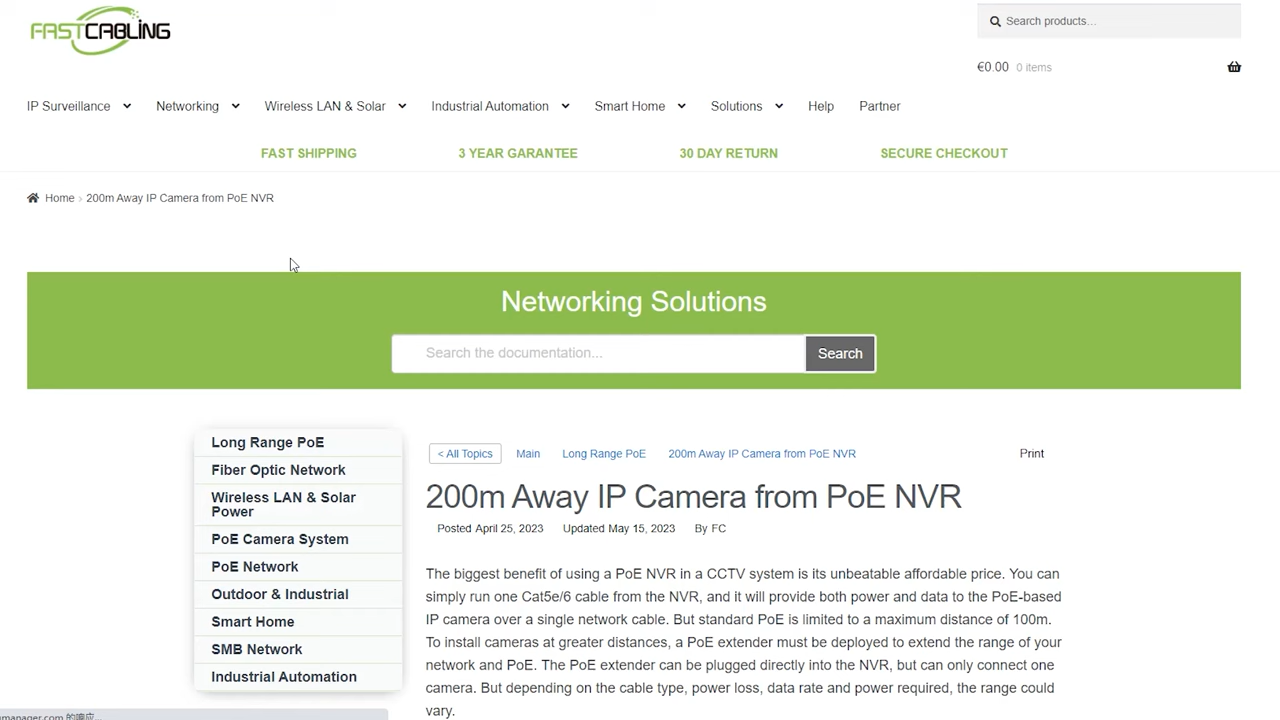 FASTCABLING
Search products…
€0.00 0 items
IP Surveillance Networking Wireless LAN & Solar Industrial Automation Smart Home Solutions Help Partner
FAST SHIPPING 3 YEAR GARANTEE 30 DAY RETURN SECURE CHECKOUT
Home › 200m Away IP Camera from PoE NVR
Networking Solutions
Search the documentation... Search
Long Range PoE
Fiber Optic Network
Wireless LAN & Solar
Power
PoE Camera System
PoE Network
Outdoor & Industrial
Smart Home
SMB Network
Industrial Automation
< All Topics Main Long Range PoE 200m Away IP Camera from PoE NVR Print
200m Away IP Camera from PoE NVR
Posted April 25, 2023 Updated May 15, 2023 By FC
The biggest benefit of using a PoE NVR in a CCTV system is its unbeatable affordable price. You can
simply run one Cat5e/6 cable from the NVR, and it will provide both power and data to the PoE-based
IP camera over a single network cable. But standard PoE is limited to a maximum distance of 100m.
To install cameras at greater distances, a PoE extender must be deployed to extend the range of your
network and PoE. The PoE extender can be plugged directly into the NVR, but can only connect one
camera. But depending on the cable type, power loss, data rate and power required, the range could
vary.